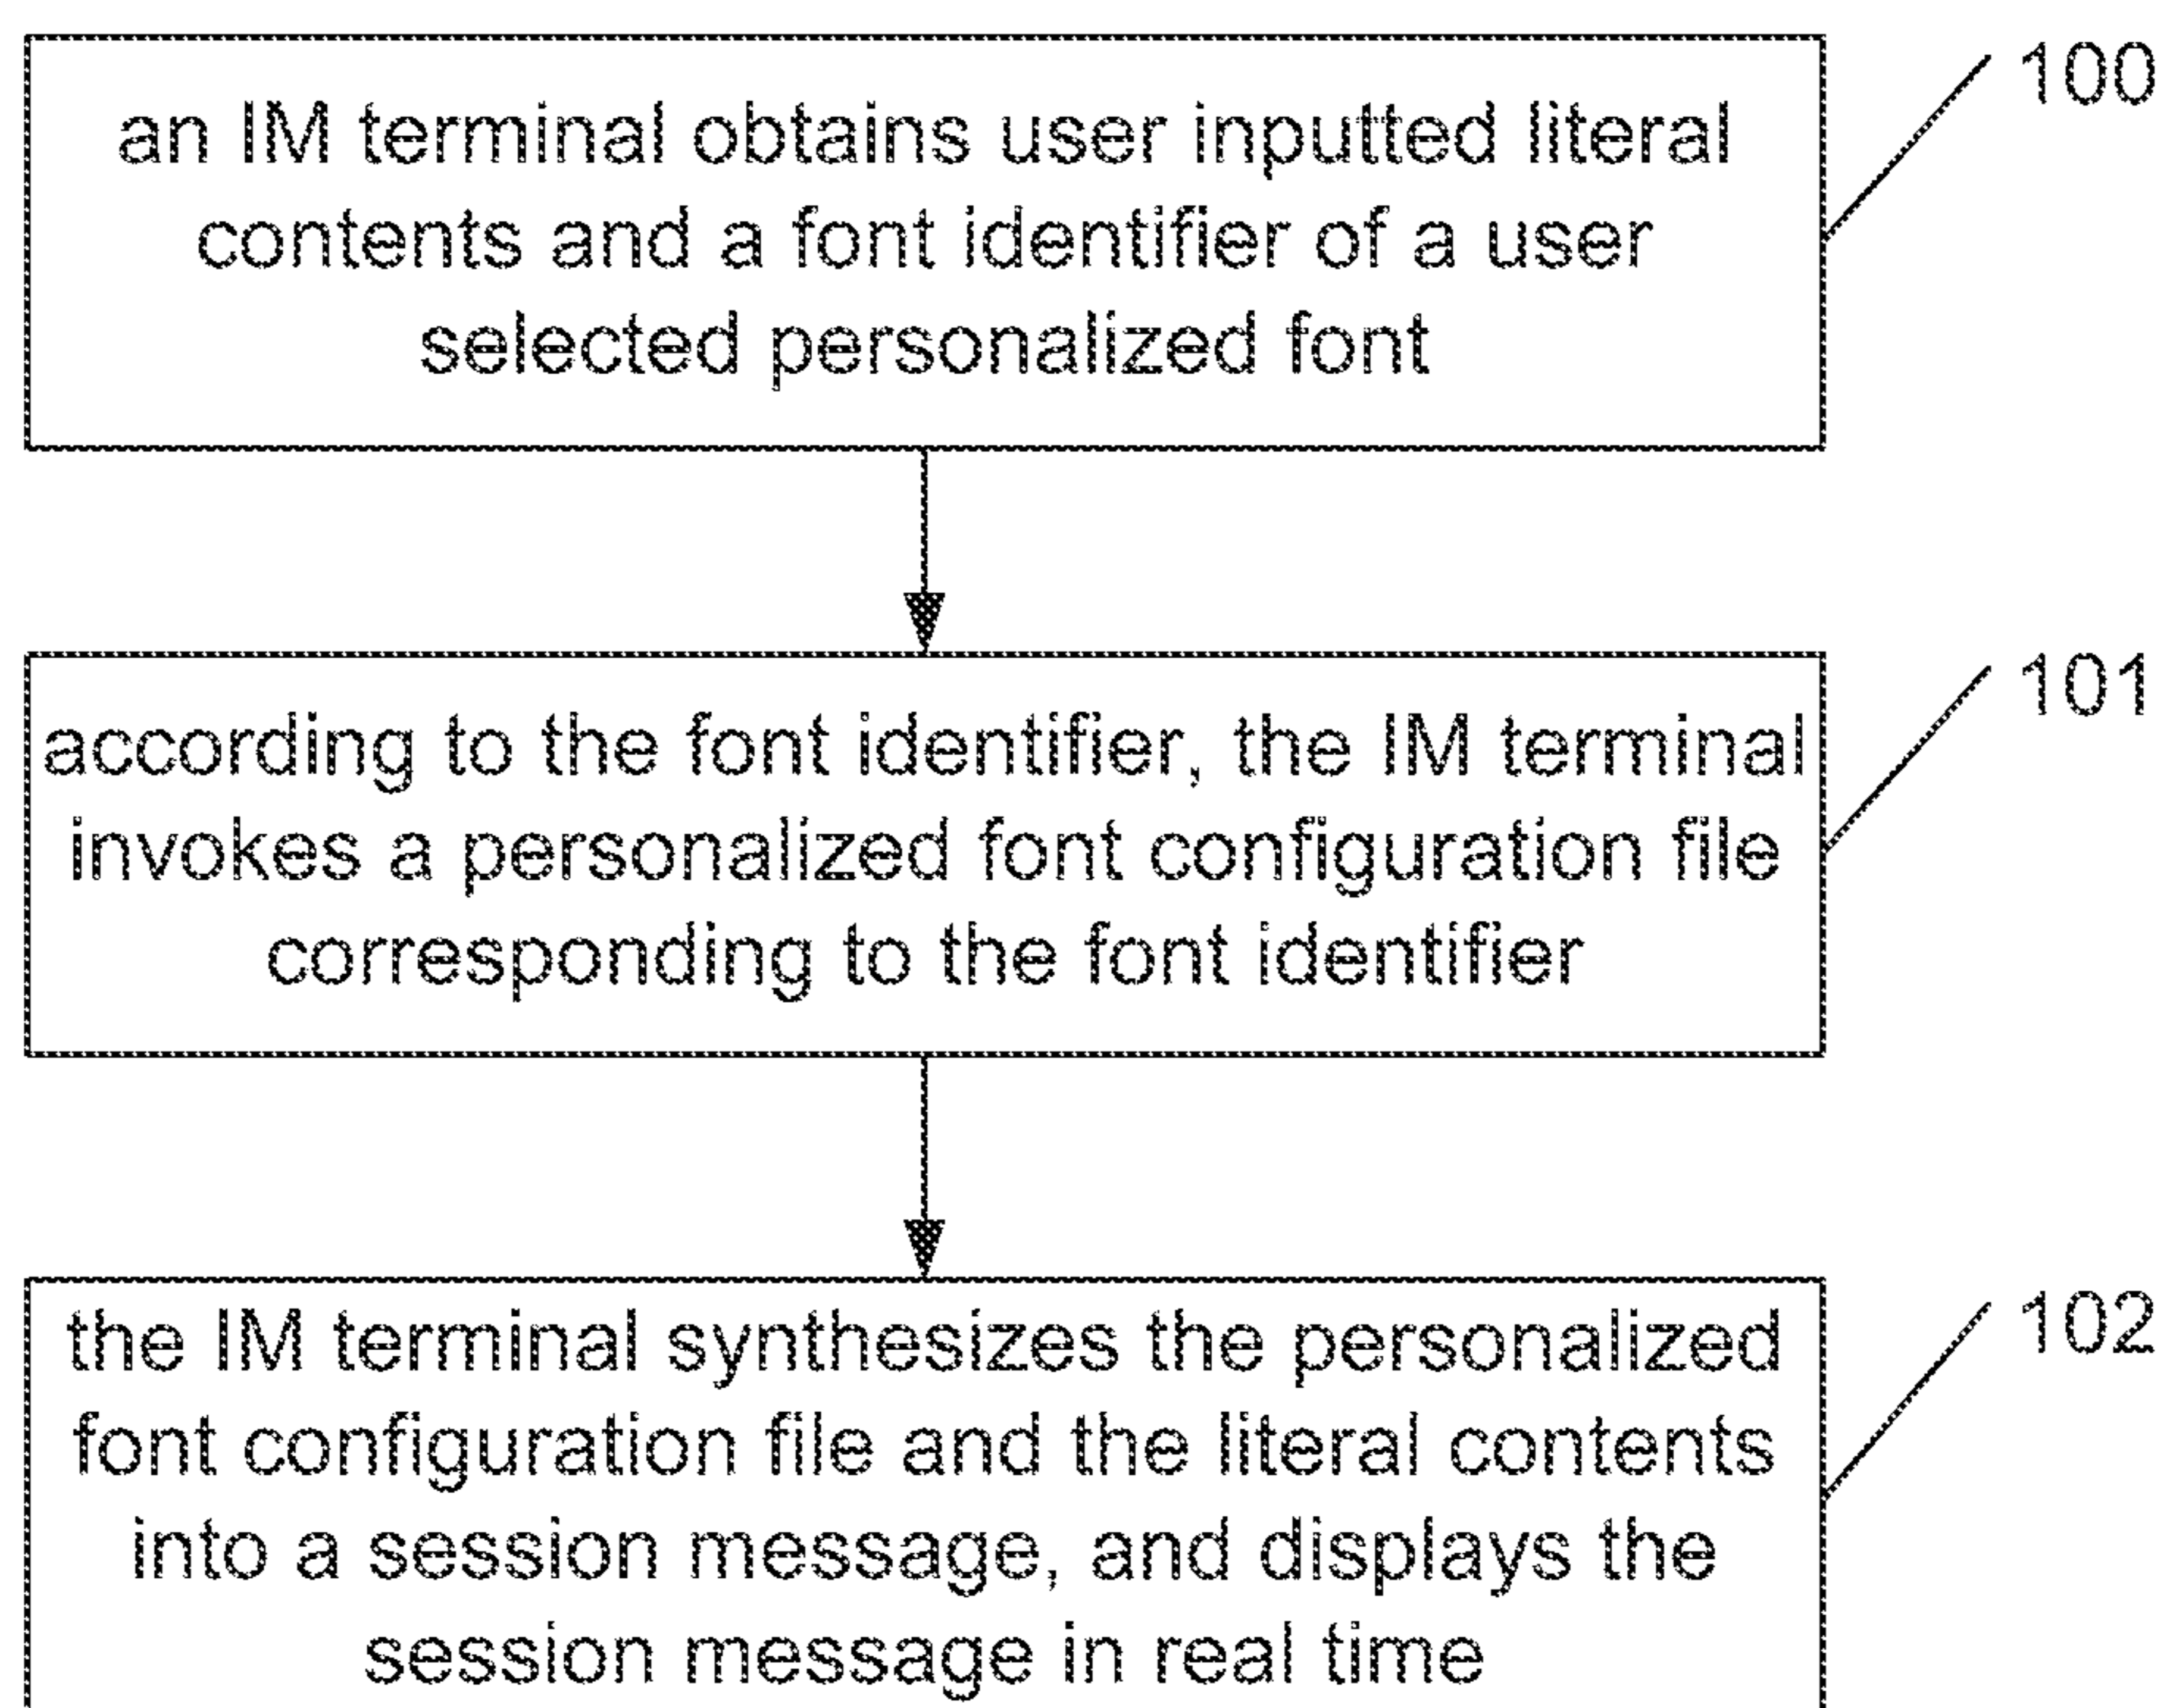 100
an IM terminal obtains user inputted literal
contents and a font identifier of a user
selected personalized font
101
according to the font identifier, the IM terminal
invokes a personalized font configuration file
corresponding to the font identifier
102
the IM terminal synthesizes the personalized
font configuration file and the literal contents
into a session message, and displays the
session message in real time